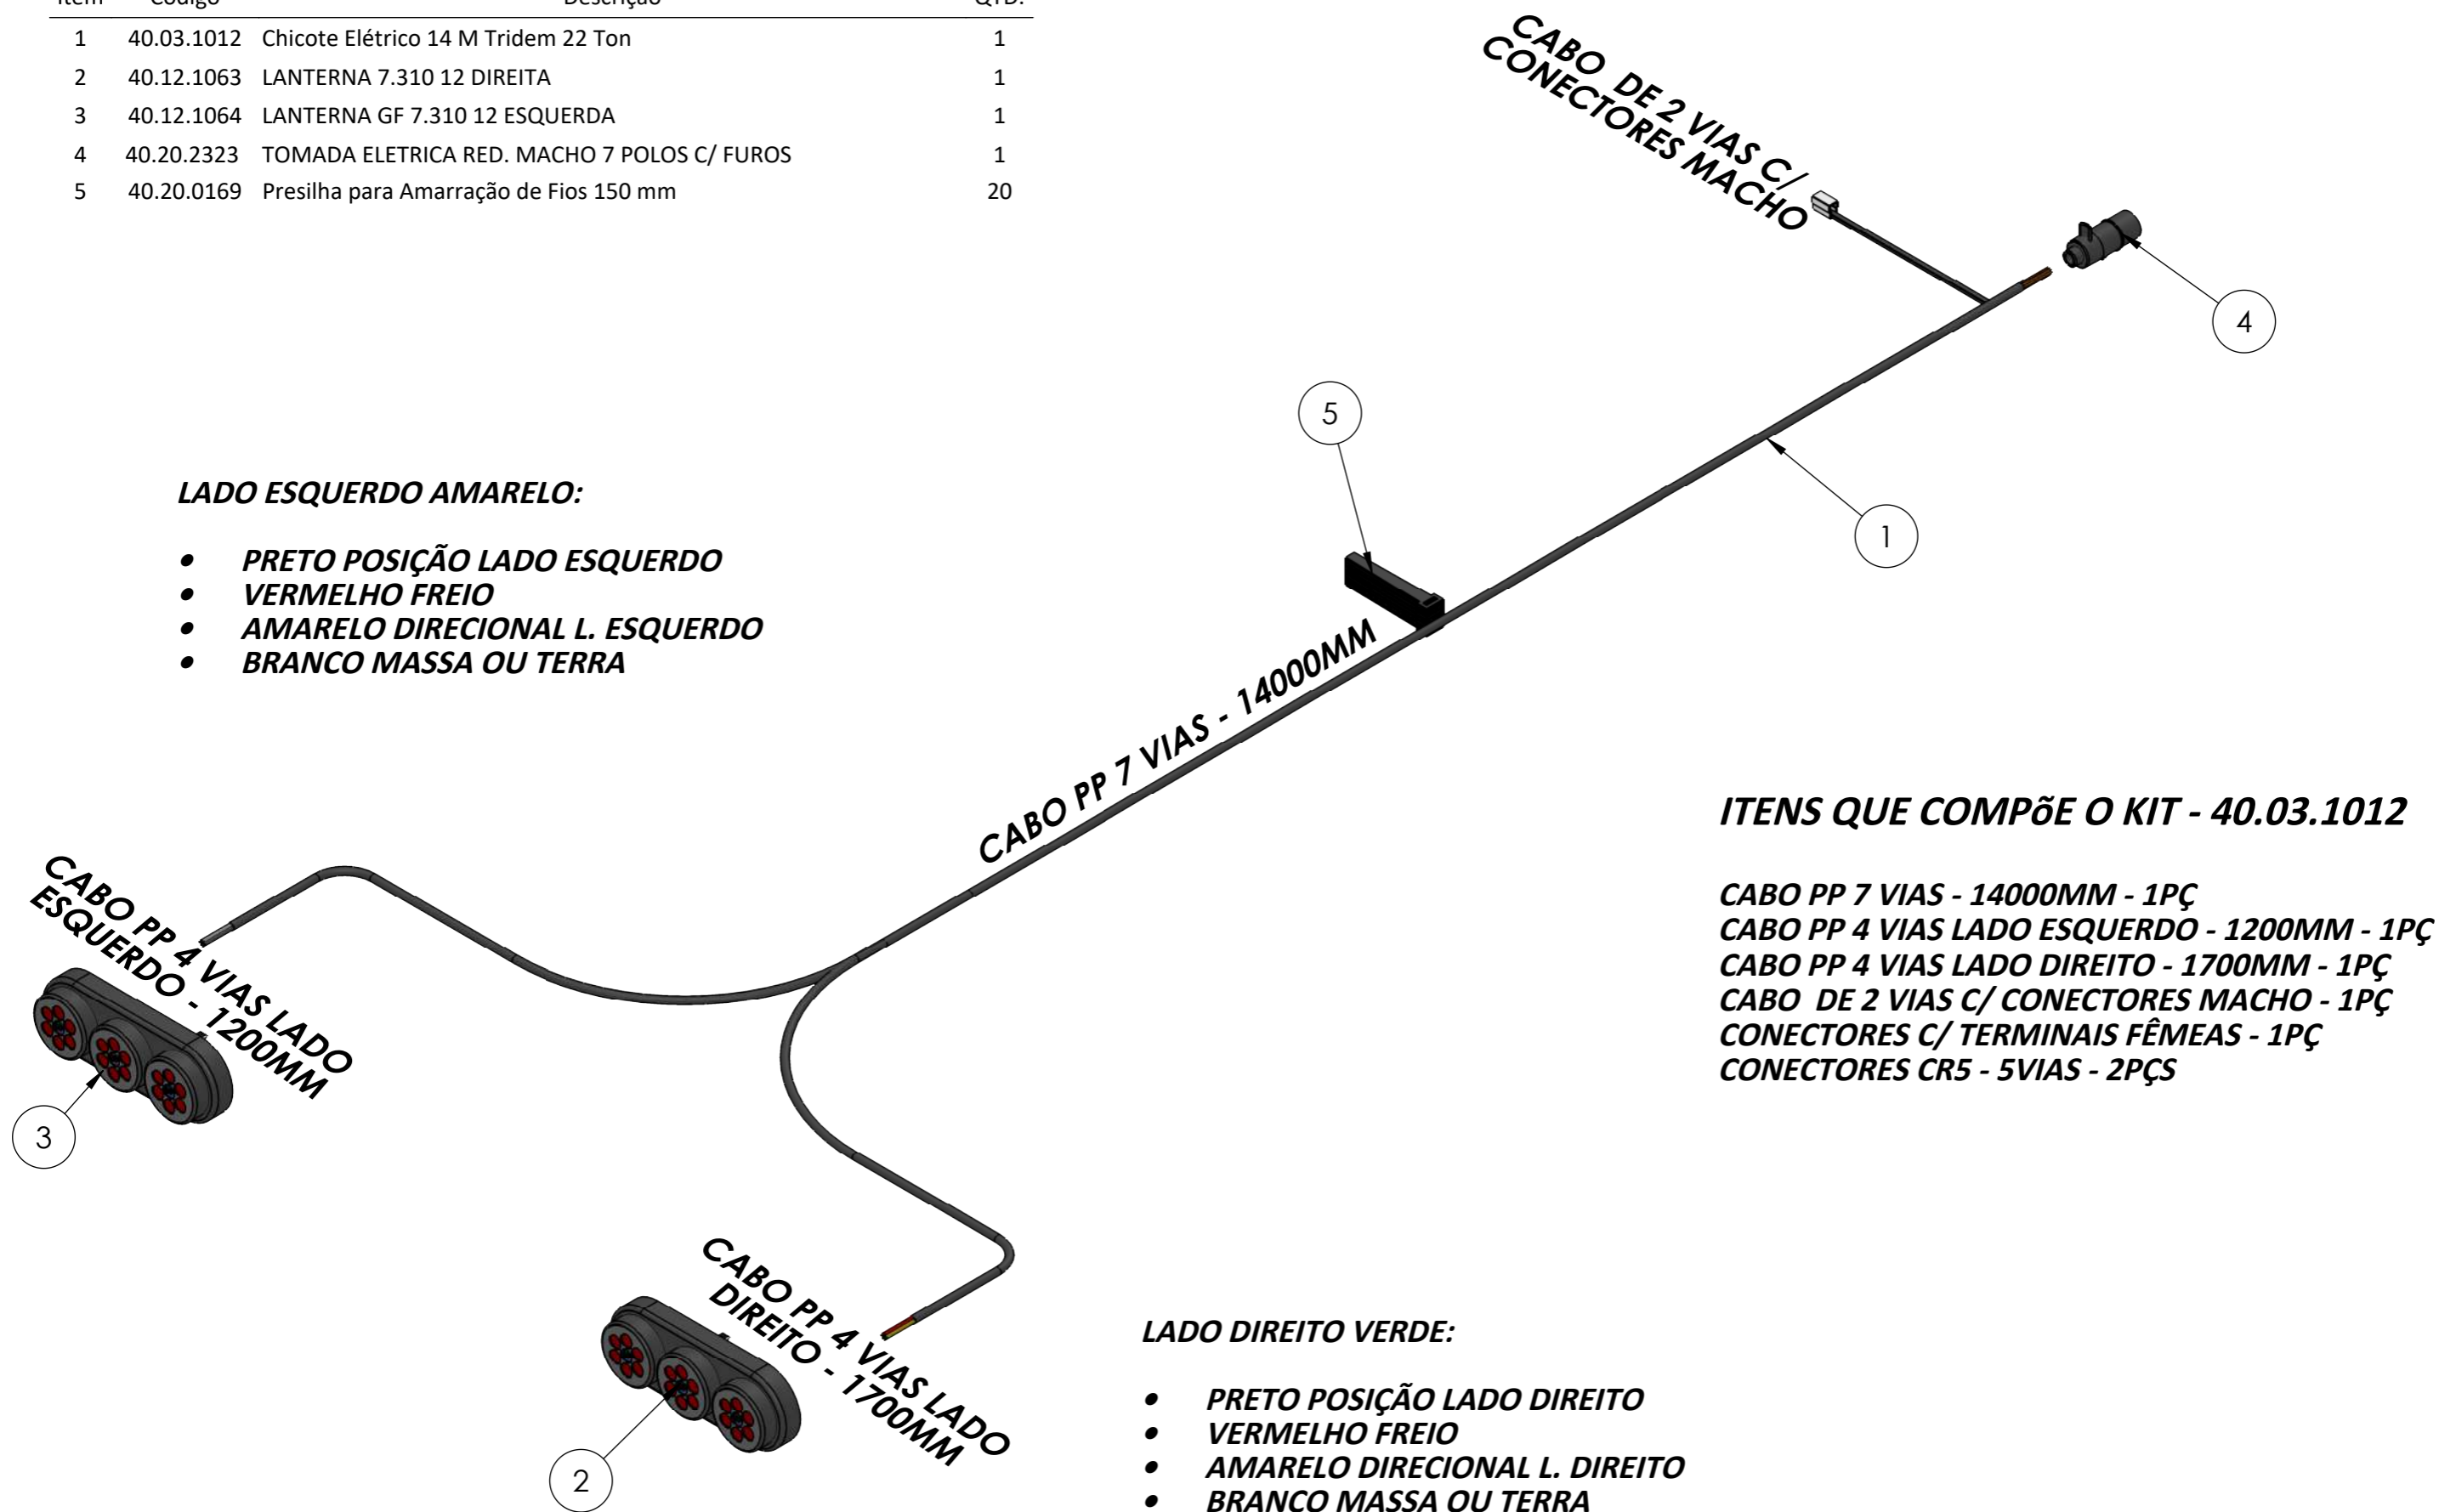 Item Código Descrição QTD.
1 40.03.1012 Chicote Elétrico 14 M Tridem 22 Ton 1
2 40.12.1063 LANTERNA 7.310 12 DIREITA 1
3 40.12.1064 LANTERNA GF 7.310 12 ESQUERDA 1
4 40.20.2323 TOMADA ELETRICA RED. MACHO 7 POLOS C/ FUROS 1
5 40.20.0169 Presilha para Amarração de Fios 150 mm 20
CABO DE 2 VIAS C/
CONECTORES MACHO
4
5
1
LADO ESQUERDO AMARELO:
• PRETO POSIÇÃO LADO ESQUERDO
• VERMELHO FREIO
• AMARELO DIRECIONAL L. ESQUERDO
• BRANCO MASSA OU TERRA
CABO PP 7 VIAS - 14000MM
ITENS QUE COMPõE O KIT - 40.03.1012
CABO PP 7 VIAS - 14000MM - 1PÇ
CABO PP 4 VIAS LADO ESQUERDO - 1200MM - 1PÇ
CABO PP 4 VIAS LADO DIREITO - 1700MM - 1PÇ
CABO DE 2 VIAS C/ CONECTORES MACHO - 1PÇ
CONECTORES C/ TERMINAIS FÊMEAS - 1PÇ
CONECTORES CR5 - 5VIAS - 2PÇS
CABO PP 4 VIAS LADO
ESQUERDO - 1200MM
3
CABO PP 4 VIAS LADO
DIREITO - 1700MM
2
LADO DIREITO VERDE:
• PRETO POSIÇÃO LADO DIREITO
• VERMELHO FREIO
• AMARELO DIRECIONAL L. DIREITO
• BRANCO MASSA OU TERRA